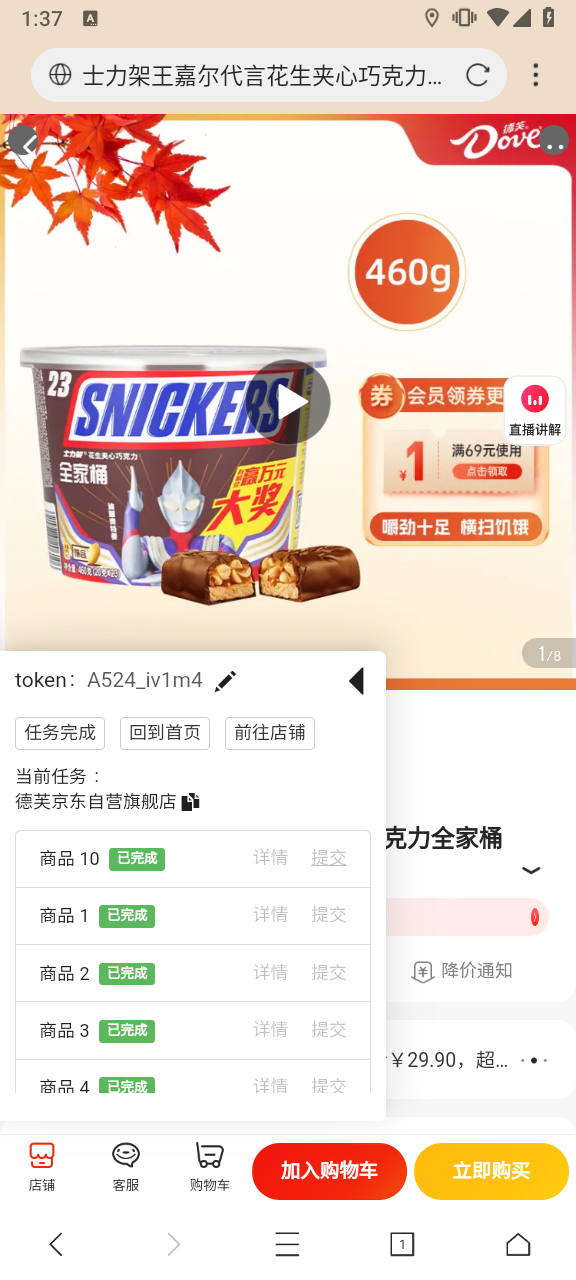 1:37
A
士力架王嘉尔代言花生夹心巧克力...
德芙
Dove
460g
23
SNICKERS
士力架 花生夹心巧克力
全家桶
赢万元
大奖
臻品
净含量:460克
券 会员领券更
¥1 满69元使用
点击领取
嚼劲十足 横扫饥饿
直播讲解
1/8
token: A524_iv1m4
任务完成 回到首页 前往店铺
当前任务：
德芙京东自营旗舰店
克力全家桶
商品 10 已完成 详情 提交
商品 1 已完成 详情 提交
商品 2 已完成 详情 提交
降价通知
商品 3 已完成 详情 提交
￥29.90，超...
商品 4 已完成 详情 提交
店铺 客服 购物车 加入购物车 立即购买
1